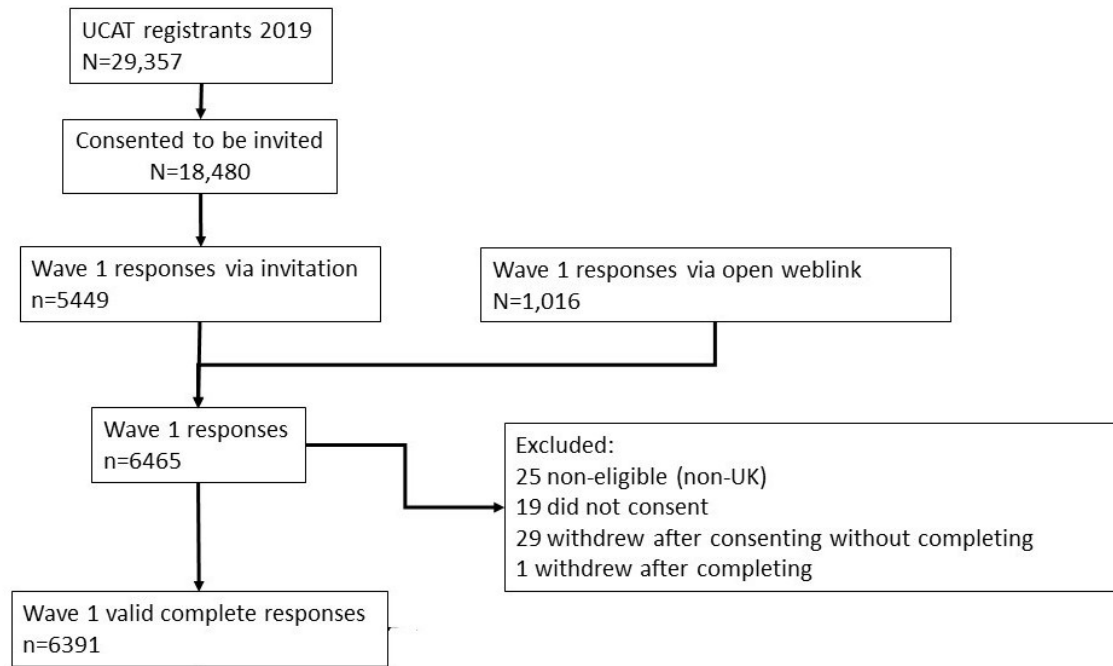 UCAT registrants 2019
N=29,357
Consented to be invited
N=18,480
Wave 1 responses via invitation
n=5449
Wave 1 responses via open weblink
N=1,016
Wave 1 responses
n=6465
Excluded:
25 non-eligible (non-UK)
19 did not consent
29 withdrew after consenting without completing
1 withdrew after completing
Wave 1 valid complete responses
n=6391